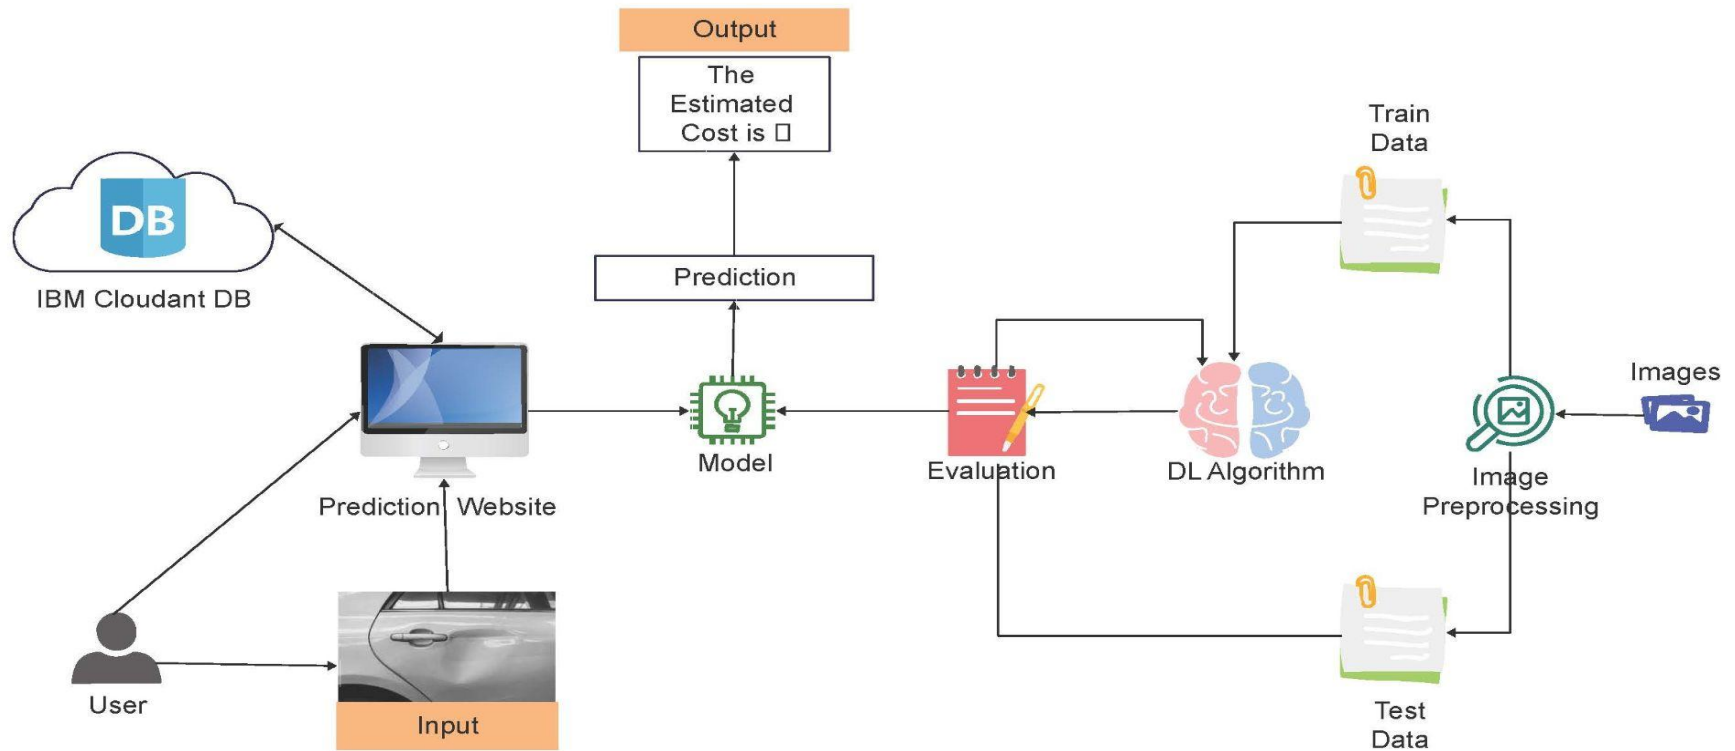 Output
The
Estimated
Cost is □
Train
Data
DB
IBM Cloudant DB
Prediction
Images
Model
Evaluation
DL Algorithm
Image
Preprocessing
Prediction Website
User
Input
Test
Data